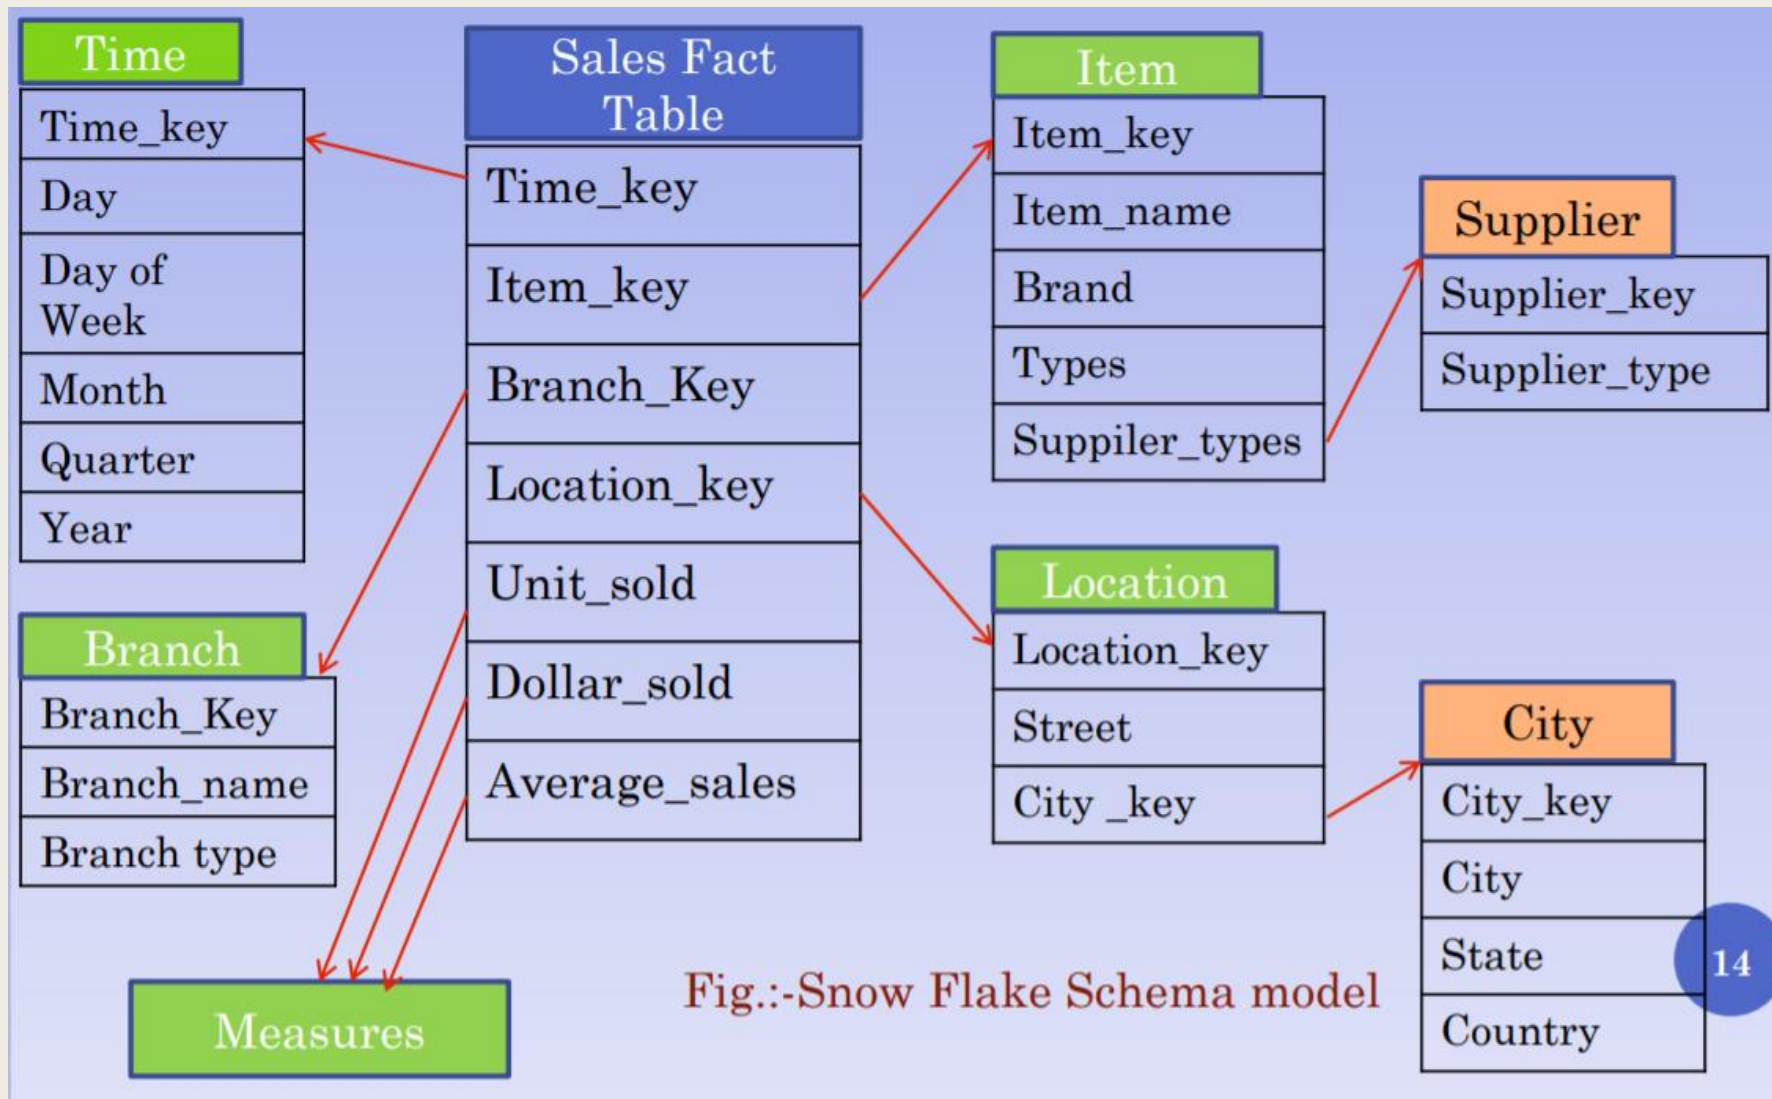 Time
Time_key
Day
Day of
Week
Month
Quarter
Year
Branch
Branch_Key
Branch_name
Branch type
Sales Fact
Table
Time_key
Item_key
Branch_Key
Location_key
Unit_sold
Dollar_sold
Average_sales
Measures
Item
Item_key
Item_name
Brand
Types
Suppiler_types
Supplier
Supplier_key
Supplier_type
Location
Location_key
Street
City _key
City
City_key
City
State
Country
Fig.:-Snow Flake Schema model
14